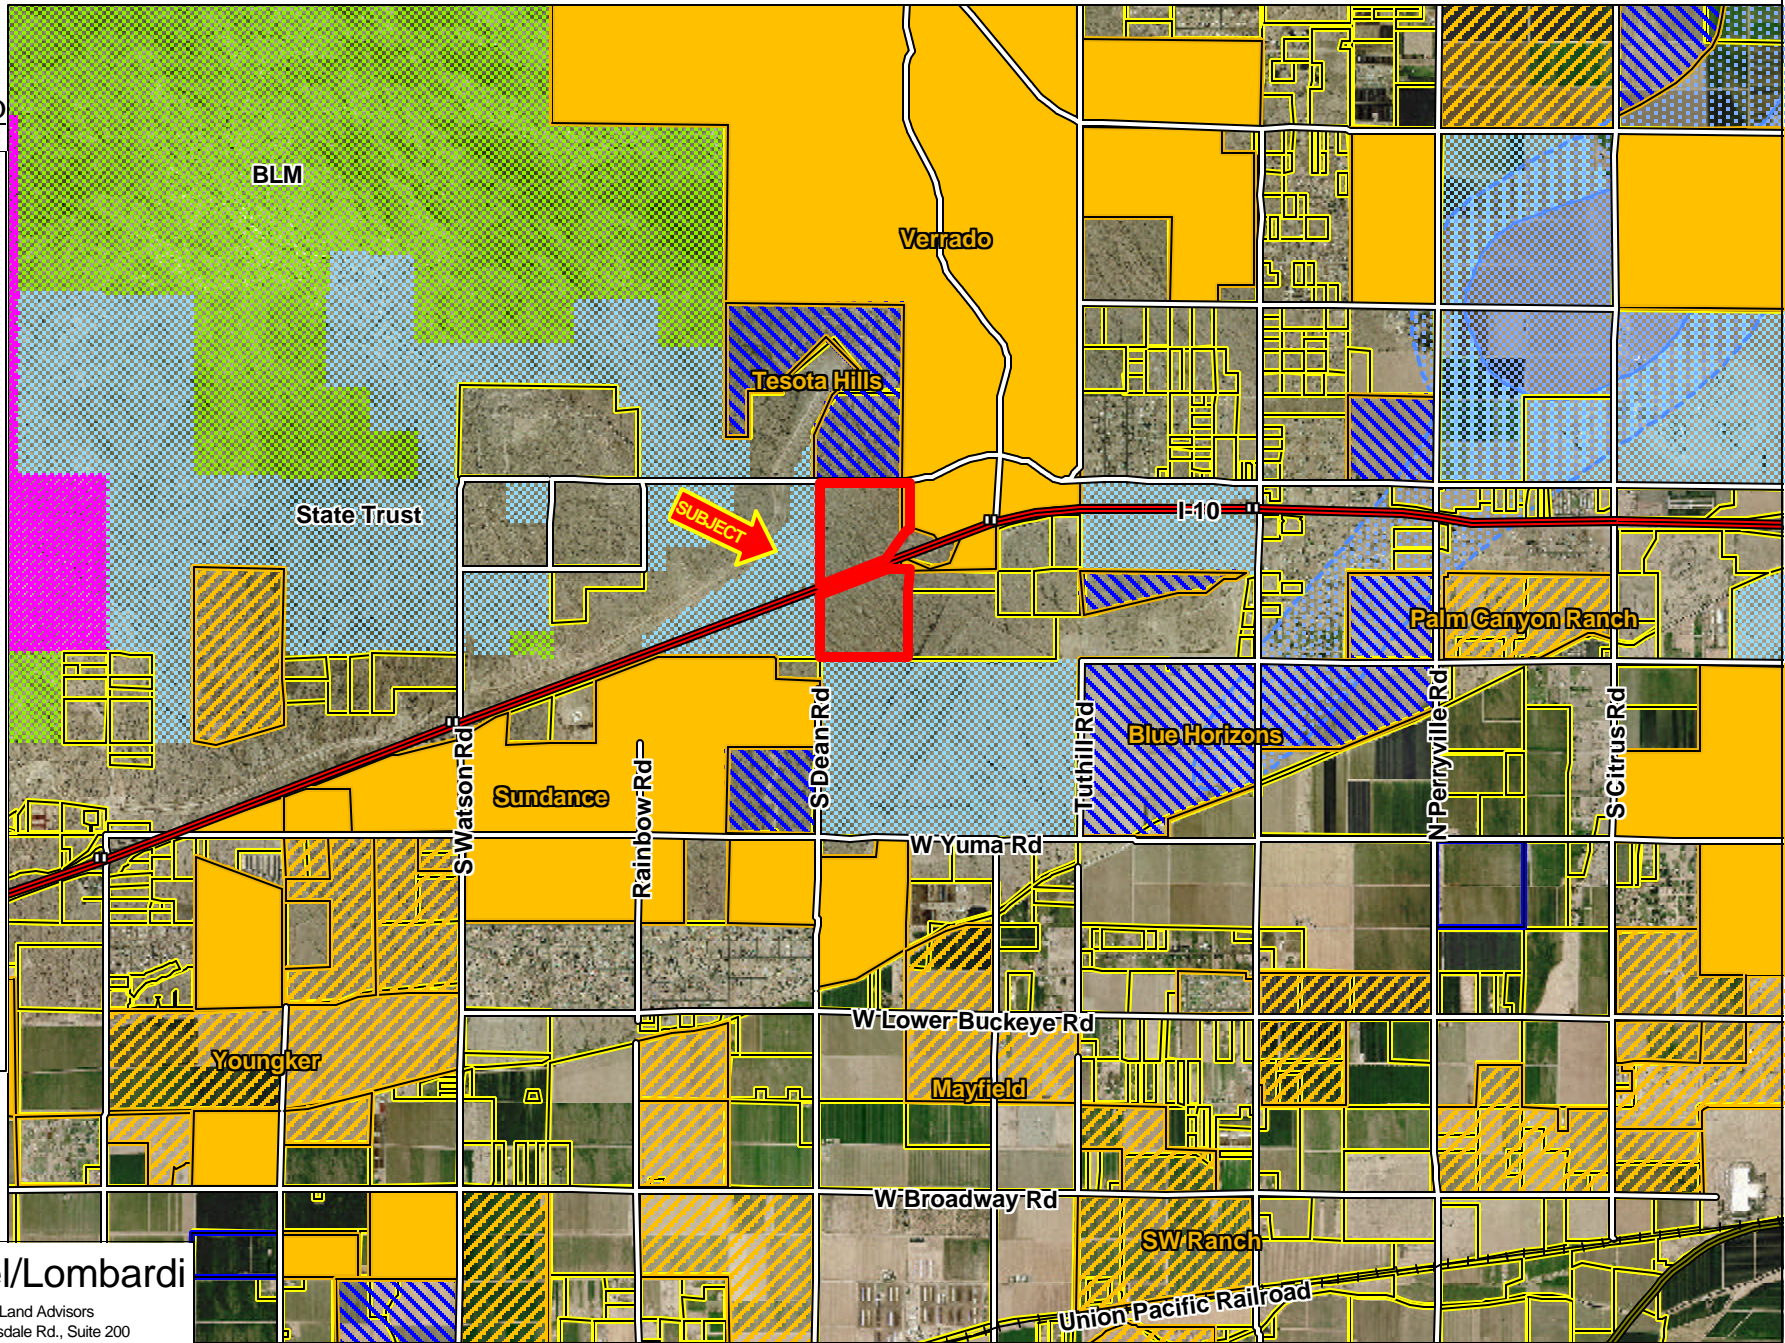 BLM
Verrado
Tesota Hills
State Trust
SUBJECT
I-10
Palm Canyon Ranch
S Watson Rd
Rainbow Rd
S Dean Rd
Tuthill Rd
Blue Horizons
N Perryville Rd
S Citrus Rd
Sundance
W Yuma Rd
W Lower Buckeye Rd
Youngker
Mayfield
W Broadway Rd
SW Ranch
Union Pacific Railroad
el/Lombardi
Land Advisors
sdale Rd., Suite 200